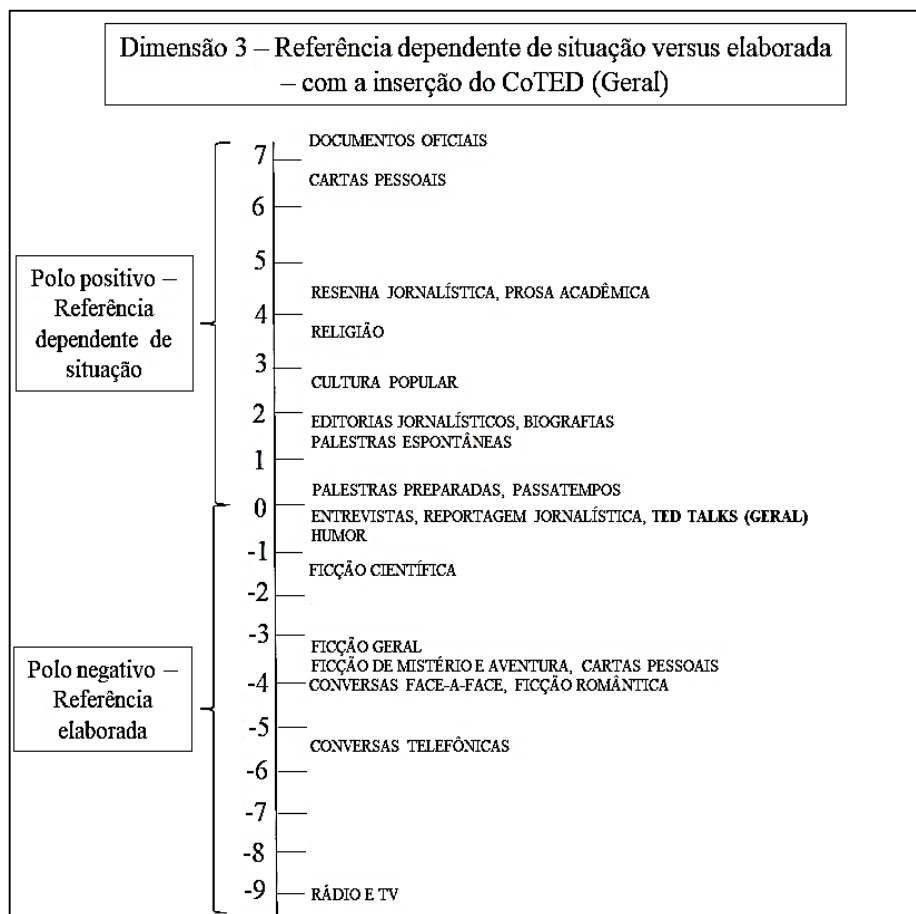 Dimensão 3 – Referência dependente de situação versus elaborada
– com a inserção do CoTED (Geral)
DOCUMENTOS OFICIAIS
7
CARTAS PESSOAIS
6
5
Polo positivo –
Referência
dependente de
situação
RESENHA JORNALÍSTICA, PROSA ACADÊMICA
4
RELIGIÃO
3
CULTURA POPULAR
2
EDITORIAS JORNALÍSTICOS, BIOGRAFIAS
PALESTRAS ESPONTÂNEAS
1
PALESTRAS PREPARADAS, PASSATEMPOS
0
ENTREVISTAS, REPORTAGEM JORNALÍSTICA, TED TALKS (GERAL)
HUMOR
-1
FICÇÃO CIENTÍFICA
-2
-3
Polo negativo –
Referência
elaborada
FICÇÃO GERAL
FICÇÃO DE MISTÉRIO E AVENTURA, CARTAS PESSOAIS
-4
CONVERSAS FACE-A-FACE, FICÇÃO ROMÂNTICA
-5
CONVERSAS TELEFÔNICAS
-6
-7
-8
-9
RÁDIO E TV